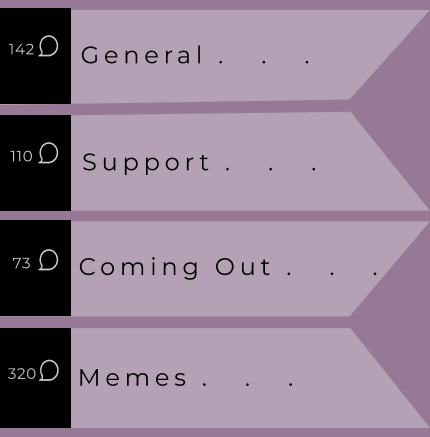 142 General . . .
110 Support . . .
73 Coming Out . . .
320 Memes . . .